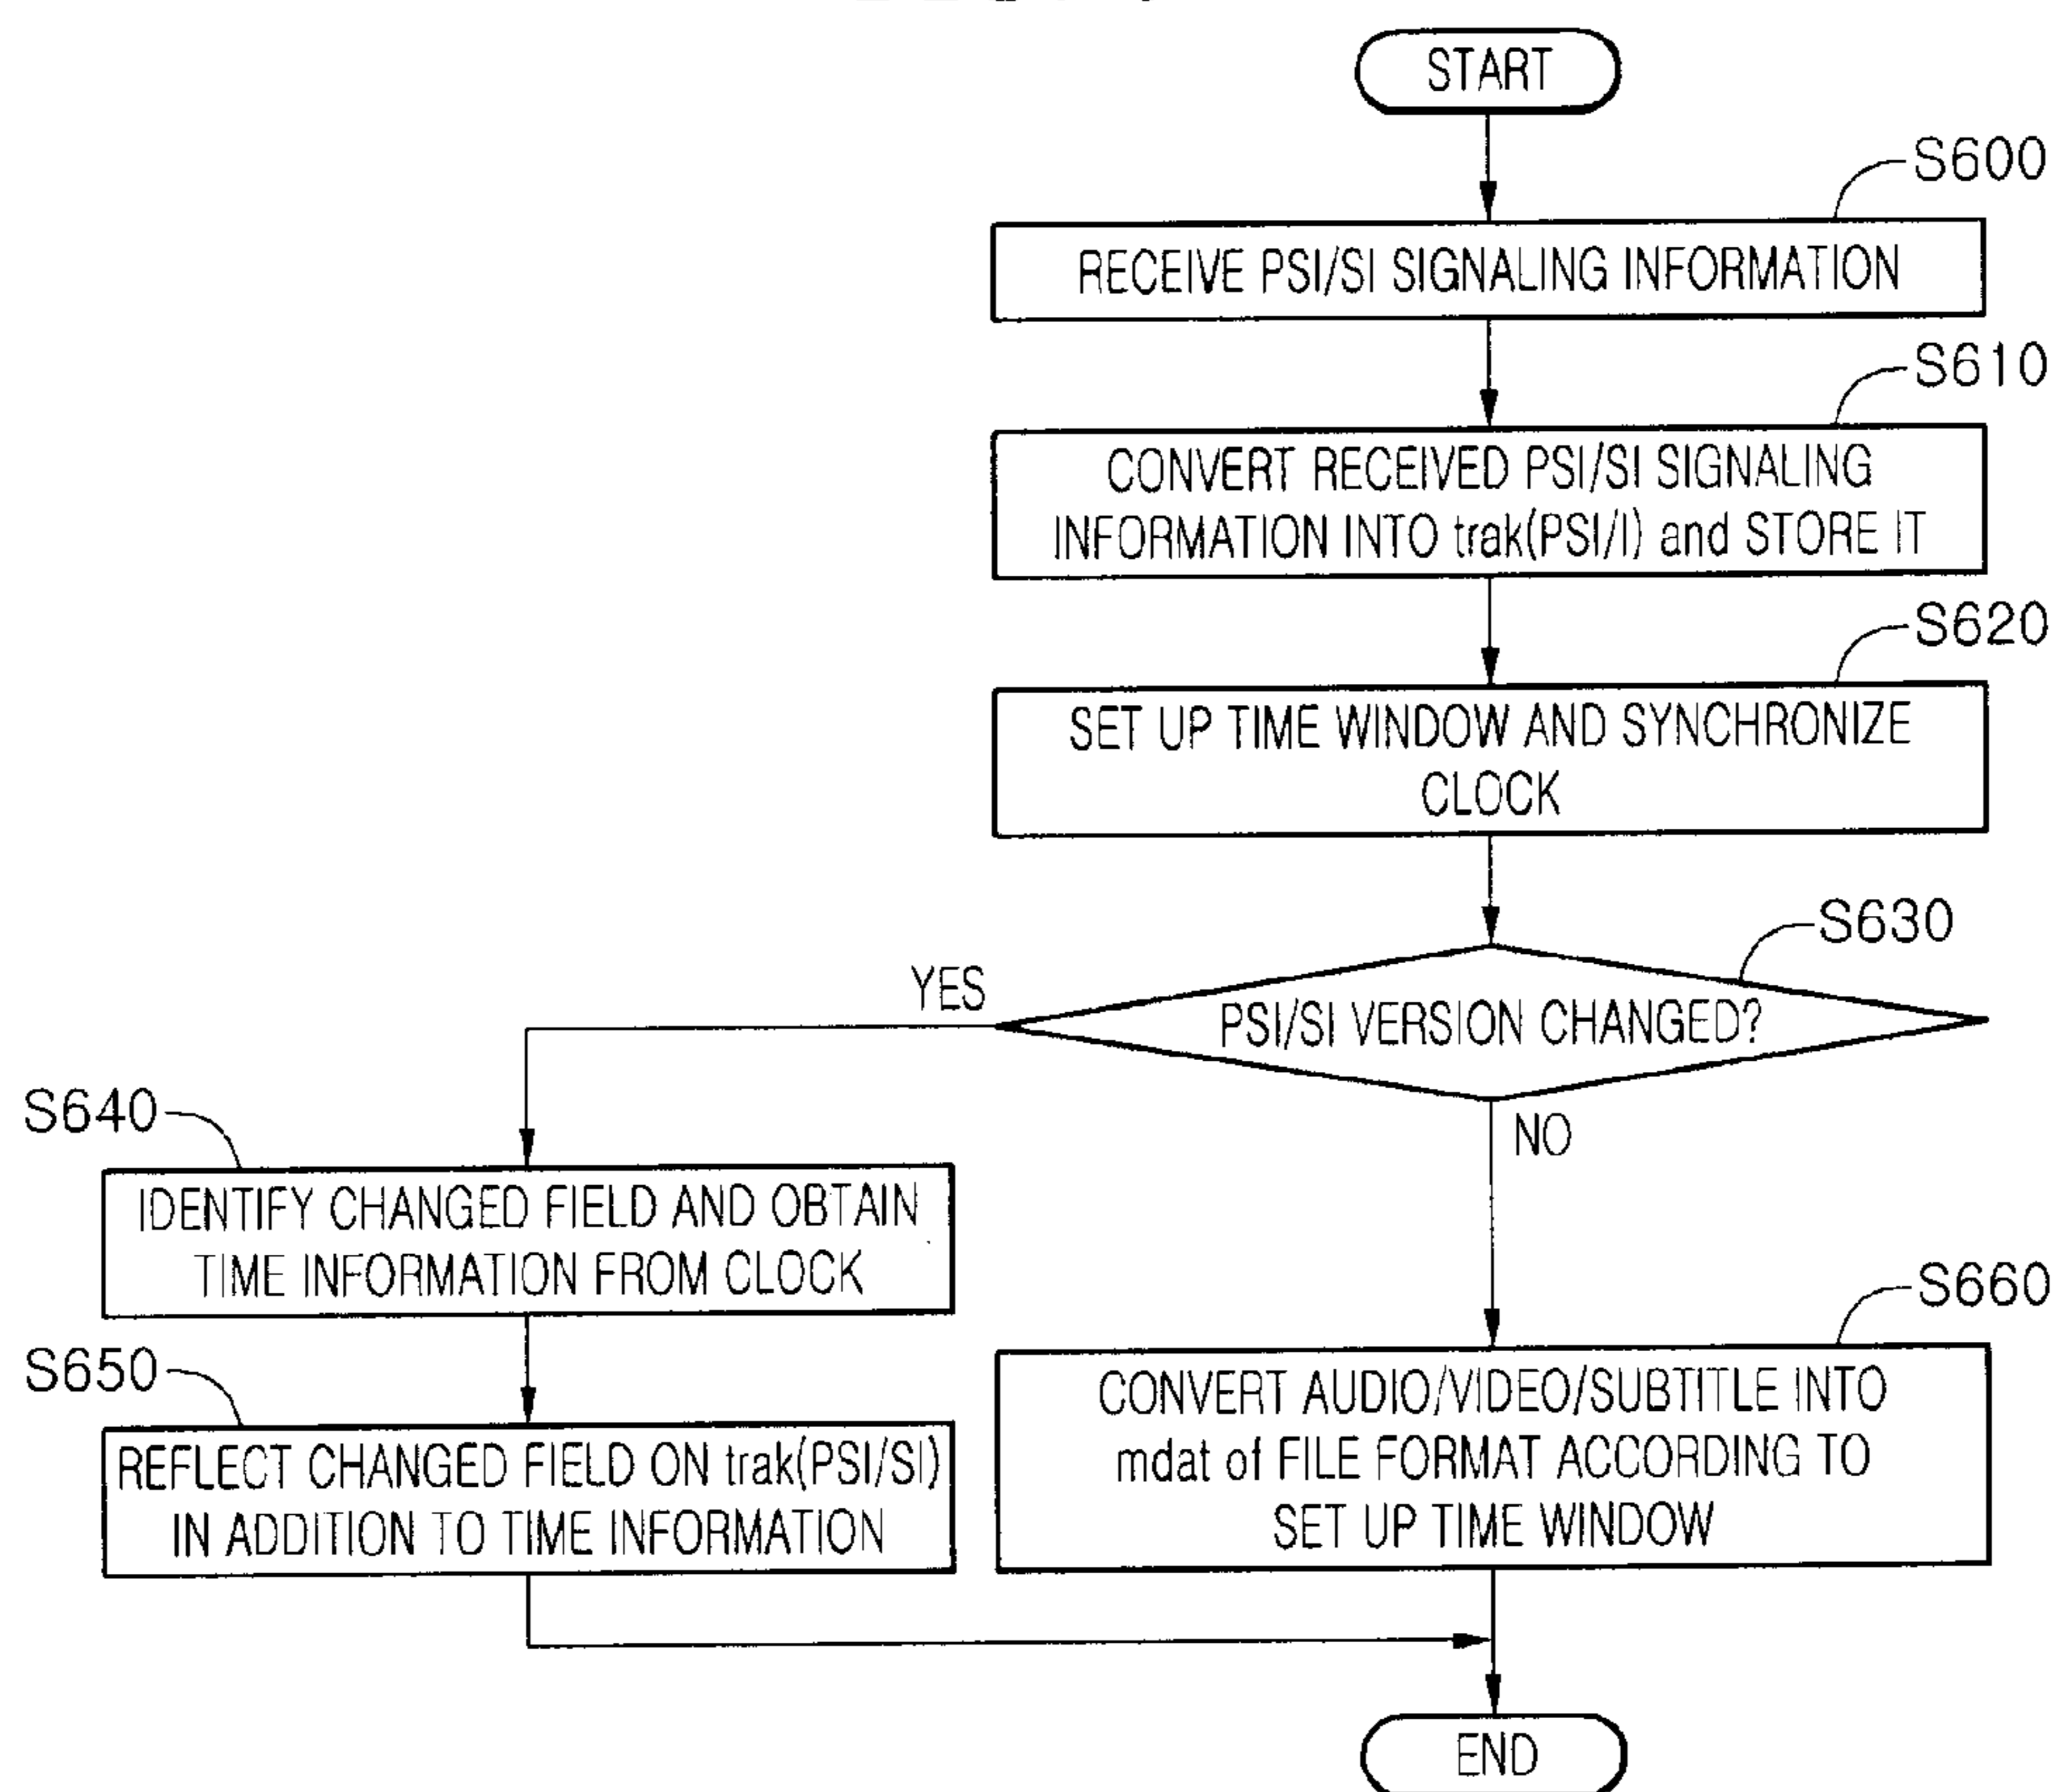 START
S600
RECEIVE PSI/SI SIGNALING INFORMATION
S610
CONVERT RECEIVED PSI/SI SIGNALING
INFORMATION INTO trak(PSI/I) and STORE IT
S620
SET UP TIME WINDOW AND SYNCHRONIZE
CLOCK
S630
YES
PSI/SI VERSION CHANGED?
NO
S640
IDENTIFY CHANGED FIELD AND OBTAIN
TIME INFORMATION FROM CLOCK
S650
REFLECT CHANGED FIELD ON trak(PSI/SI)
IN ADDITION TO TIME INFORMATION
S660
CONVERT AUDIO/VIDEO/SUBTITLE INTO
mdat of FILE FORMAT ACCORDING TO
SET UP TIME WINDOW
END